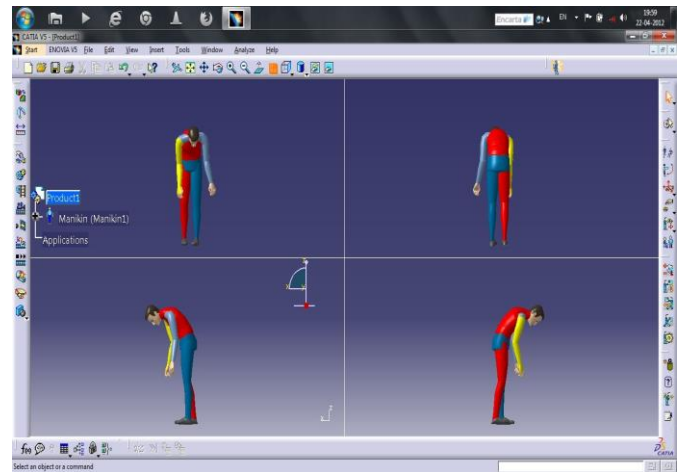 Encarta
EN
19:59
22-04-2012
CATIA V5 - [Product1]
Start ENOVIA V5 File Edit View Insert Tools Window Analyze Help
Product1
Manikin (Manikin1)
Applications
f(x)
CATIA
Select an object or a command